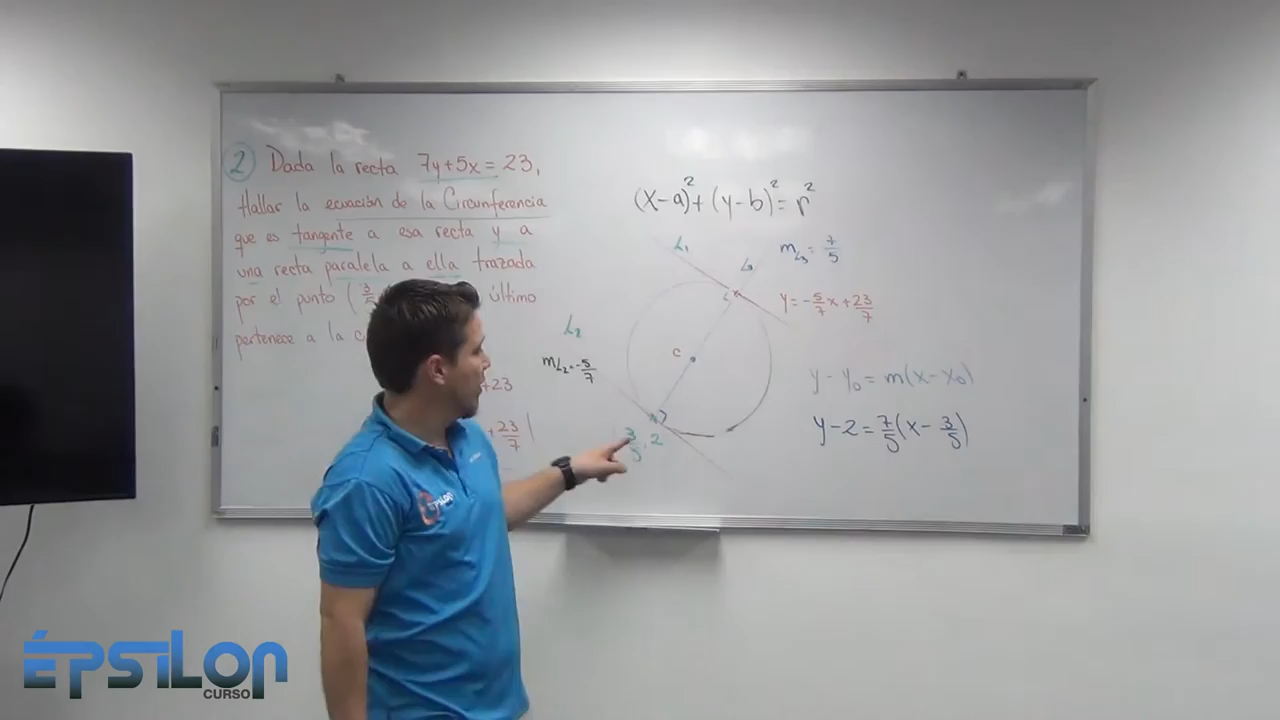 2 Dada la recta 7y+5x=23,
Hallar la ecuación de la Circunferencia
que es tangente a esa recta y a
una recta paralela a ella trazada
por el punto (3/5 último
pertenece a la
+23
+23/7
(x-a)²+(y-b)²=r²
L₁
L₃
m_L₃=7/5
y=-5/7x+23/7
L₂
m_L₂=-5/7
C
3/5,2
y-y₀=m(x-x₀)
y-2=7/5(x-3/5)
EPSILON
ÉPSILON
CURSO